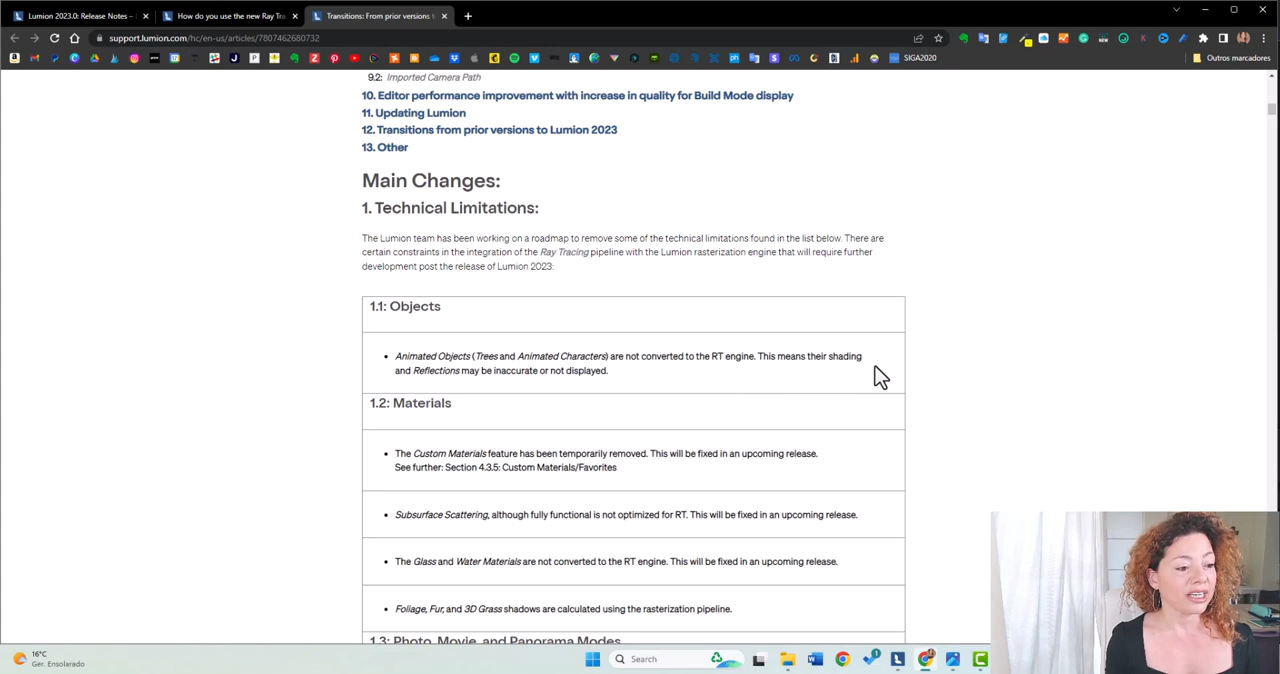 Lumion 2023.0: Release Notes –
How do you use the new Ray Tra
Transitions: From prior versions t
support.lumion.com/hc/en-us/articles/7807462680732
SIGA2020
Outros marcadores
9.2: Imported Camera Path
10. Editor performance improvement with increase in quality for Build Mode display
11. Updating Lumion
12. Transitions from prior versions to Lumion 2023
13. Other
Main Changes:
1. Technical Limitations:
The Lumion team has been working on a roadmap to remove some of the technical limitations found in the list below. There are
certain constraints in the integration of the Ray Tracing pipeline with the Lumion rasterization engine that will require further
development post the release of Lumion 2023:
1.1: Objects
• Animated Objects (Trees and Animated Characters) are not converted to the RT engine. This means their shading
and Reflections may be inaccurate or not displayed.
1.2: Materials
• The Custom Materials feature has been temporarily removed. This will be fixed in an upcoming release.
See further: Section 4.3.5: Custom Materials/Favorites
• Subsurface Scattering, although fully functional is not optimized for RT. This will be fixed in an upcoming release.
• The Glass and Water Materials are not converted to the RT engine. This will be fixed in an upcoming release.
• Foliage, Fur, and 3D Grass shadows are calculated using the rasterization pipeline.
1.3: Photo, Movie, and Panorama Modes
16°C
Ger. Ensolarado
Search